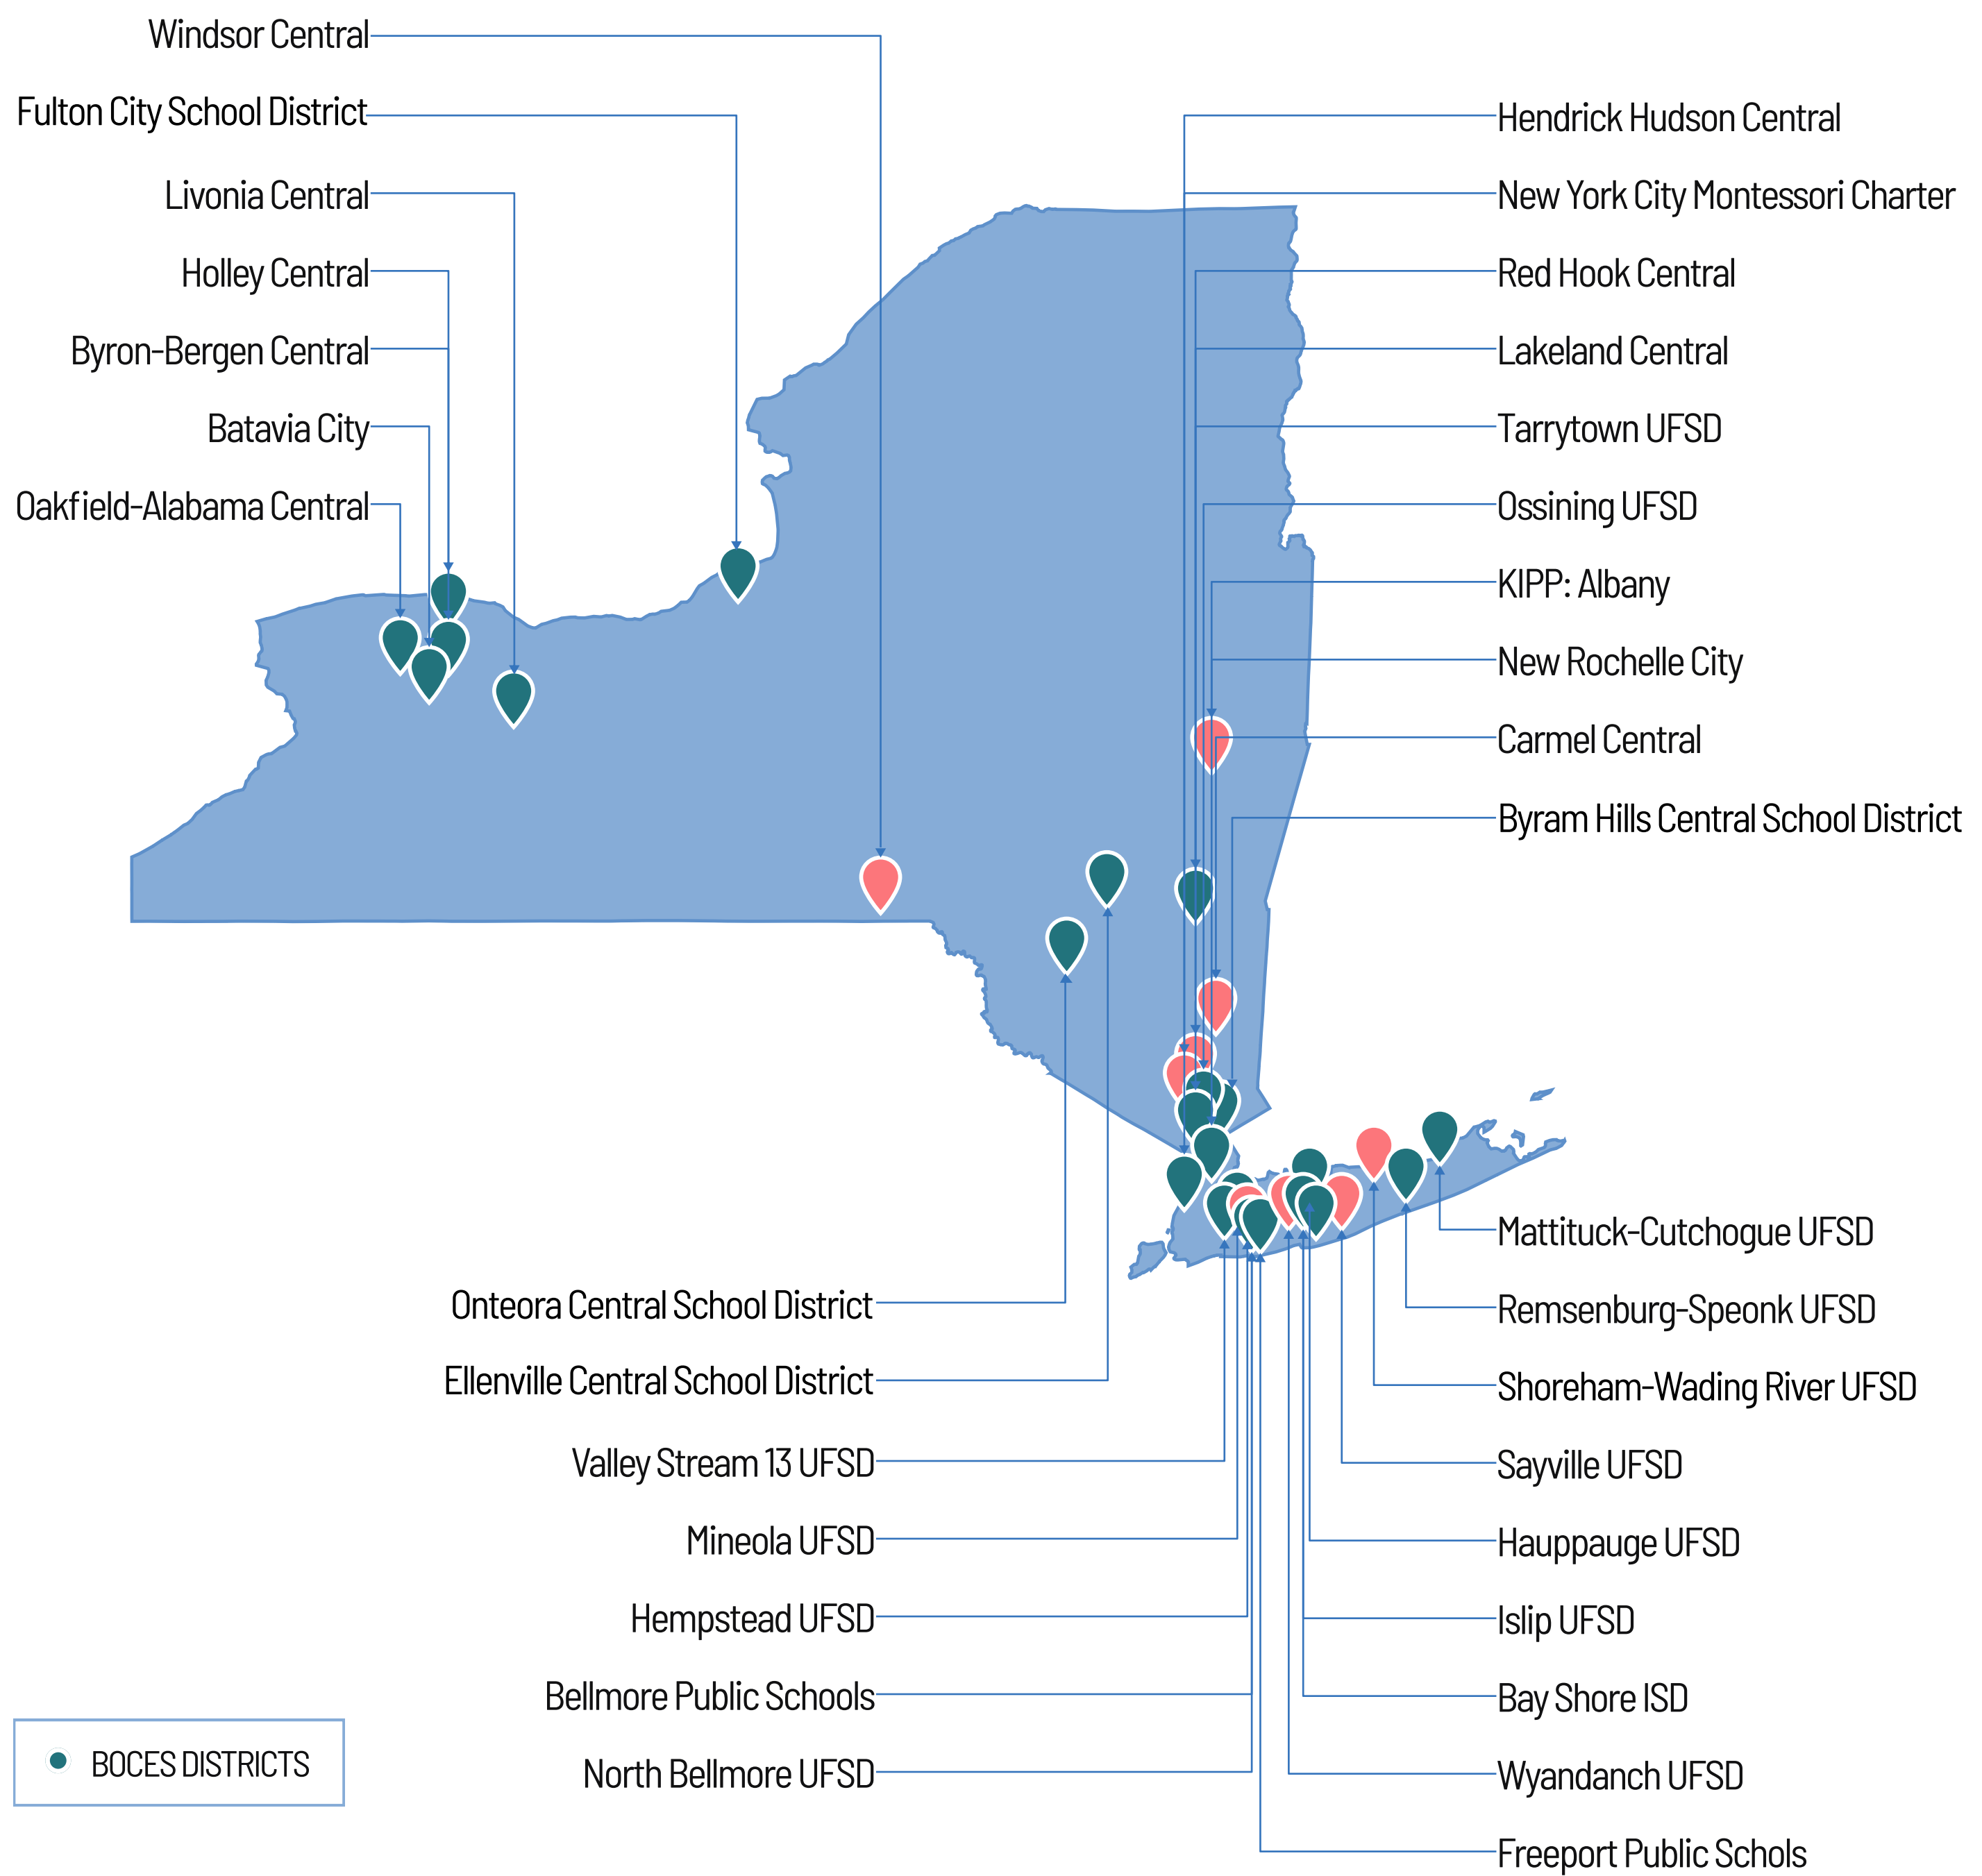 Windsor Central
Fulton City School District
Livonia Central
Holley Central
Byron-Bergen Central
Batavia City
Oakfield-Alabama Central
Hendrick Hudson Central
New York City Montessori Charter
Red Hook Central
Lakeland Central
Tarrytown UFSD
Ossining UFSD
KIPP: Albany
New Rochelle City
Carmel Central
Byram Hills Central School District
Onteora Central School District
Ellenville Central School District
Valley Stream 13 UFSD
Mineola UFSD
Hempstead UFSD
Bellmore Public Schools
North Bellmore UFSD
Mattituck-Cutchogue UFSD
Remsenburg-Speonk UFSD
Shoreham-Wading River UFSD
Sayville UFSD
Hauppauge UFSD
Islip UFSD
Bay Shore ISD
Wyandanch UFSD
Freeport Public Schols
BOCES DISTRICTS